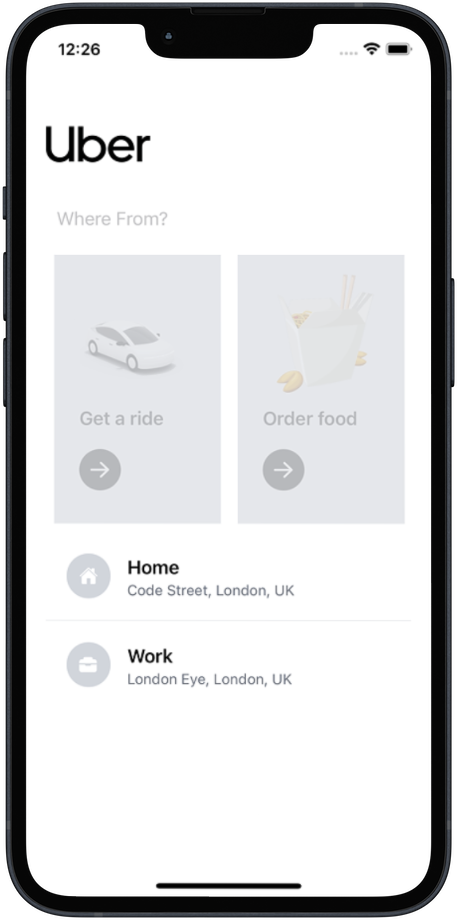 12:26
Uber
Where From?
Get a ride
Order food
Home
Code Street, London, UK
Work
London Eye, London, UK